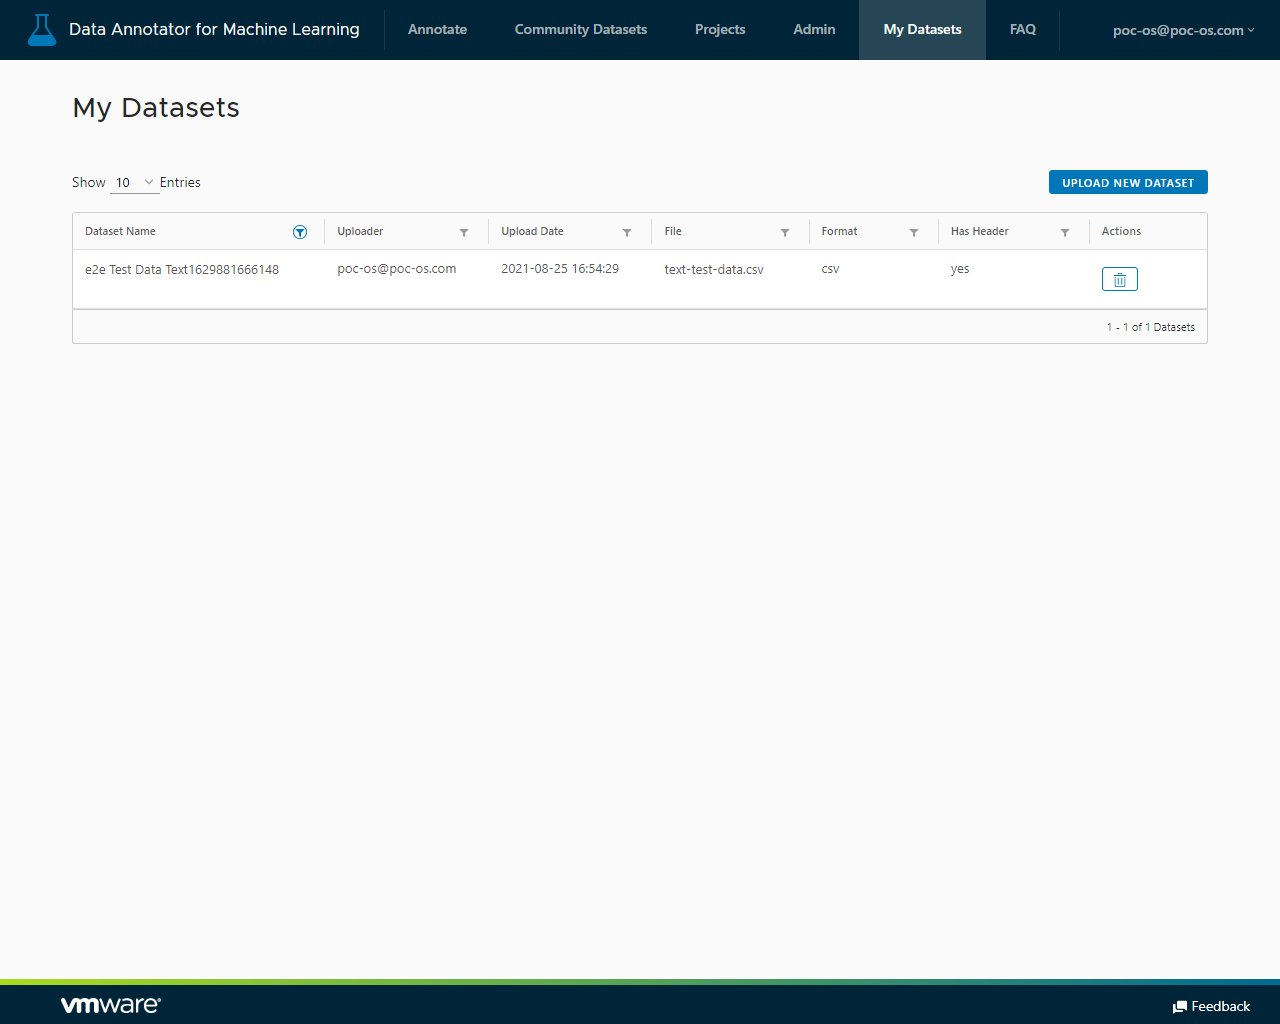 Data Annotator for Machine Learning Annotate Community Datasets Projects Admin My Datasets FAQ poc-os@poc-os.com
My Datasets
Show 10 Entries UPLOAD NEW DATASET
Dataset Name Uploader Upload Date File Format Has Header Actions
e2e Test Data Text1629881666148 poc-os@poc-os.com 2021-08-25 16:54:29 text-test-data.csv csv yes
1 - 1 of 1 Datasets
vmware® Feedback